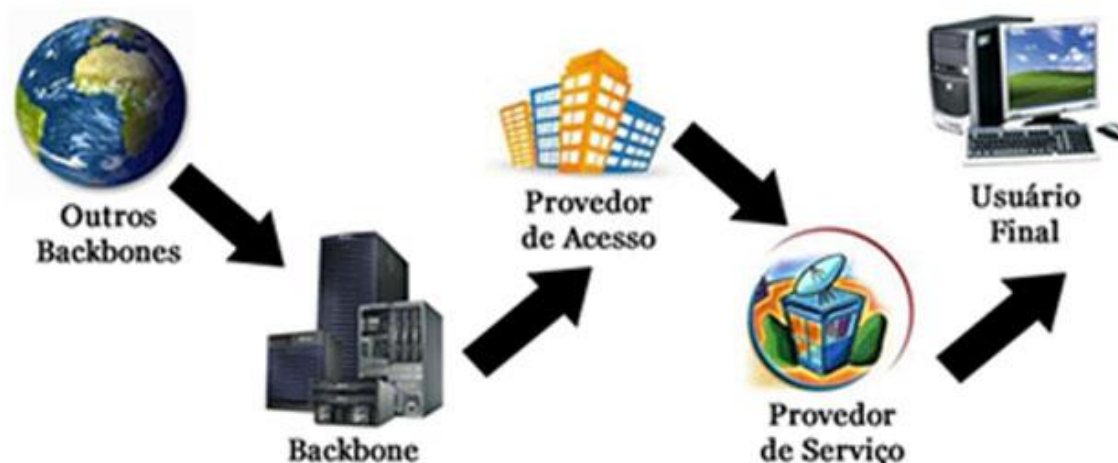 Outros
Backbones
Backbone
Provedor
de Acesso
Provedor
de Serviço
Usuário
Final